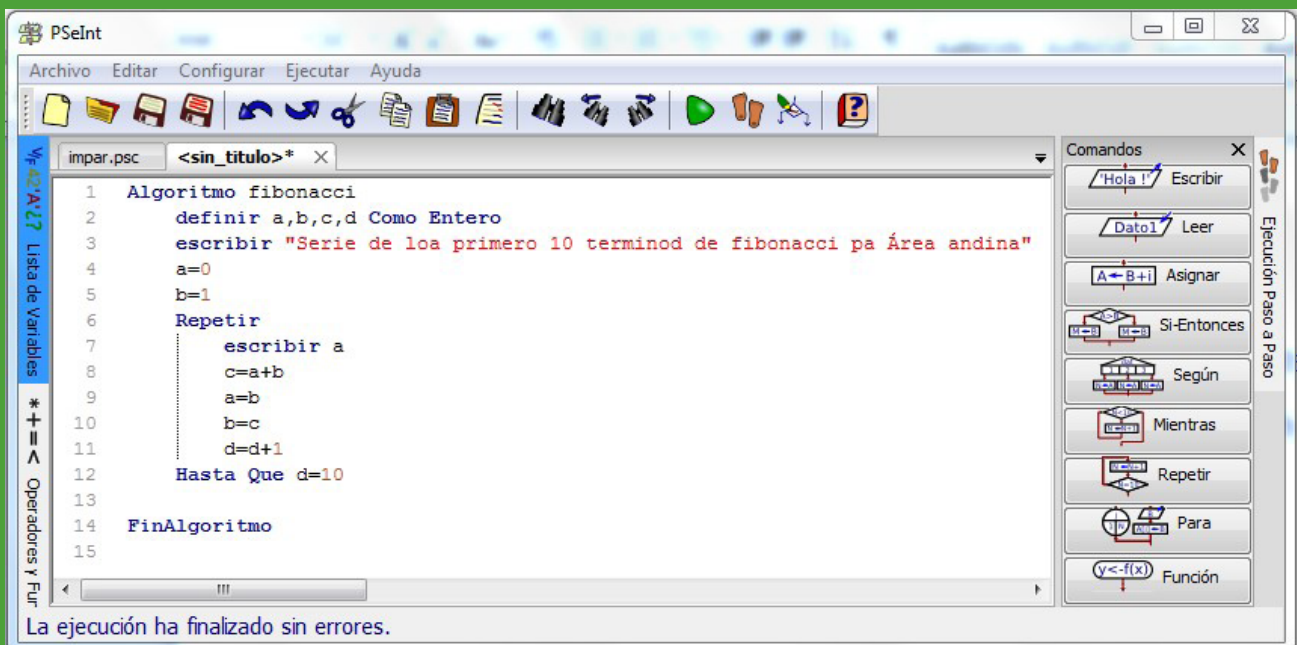 PSeInt
Archivo Editar Configurar Ejecutar Ayuda
impar.psc <sin_titulo>*
1 Algoritmo fibonacci
2 definir a,b,c,d Como Entero
3 escribir "Serie de loa primero 10 terminod de fibonacci pa Área andina"
4 a=0
5 b=1
6 Repetir
7 escribir a
8 c=a+b
9 a=b
10 b=c
11 d=d+1
12 Hasta Que d=10
13
14 FinAlgoritmo
15
Lista de Variables
*+=< Operadores y Fun
Comandos
'Hola !' Escribir
Dato1 Leer
A←B+i Asignar
Si-Entonces
Según
Mientras
Repetir
Para
y<-f(x) Función
Ejecución Paso a Paso
La ejecución ha finalizado sin errores.